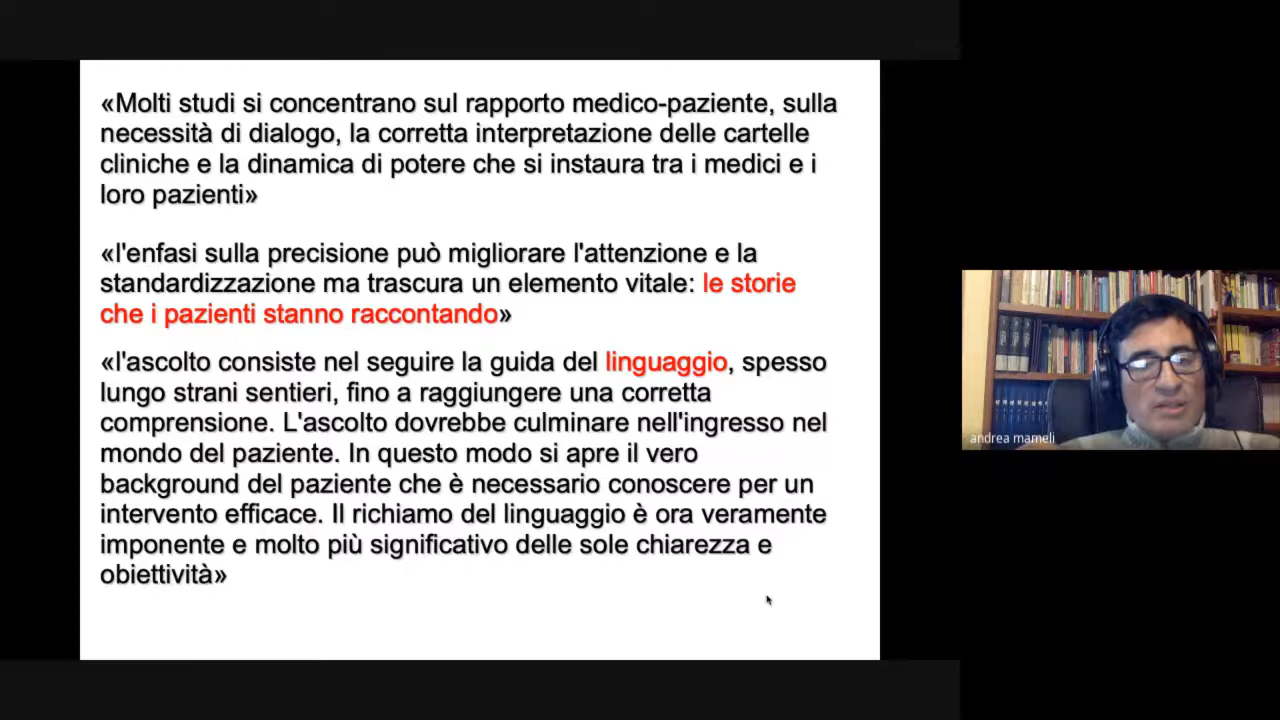 «Molti studi si concentrano sul rapporto medico-paziente, sulla
necessità di dialogo, la corretta interpretazione delle cartelle
cliniche e la dinamica di potere che si instaura tra i medici e i
loro pazienti»
«l'enfasi sulla precisione può migliorare l'attenzione e la
standardizzazione ma trascura un elemento vitale: le storie
che i pazienti stanno raccontando»
«l'ascolto consiste nel seguire la guida del linguaggio, spesso
lungo strani sentieri, fino a raggiungere una corretta
comprensione. L'ascolto dovrebbe culminare nell'ingresso nel
mondo del paziente. In questo modo si apre il vero
background del paziente che è necessario conoscere per un
intervento efficace. Il richiamo del linguaggio è ora veramente
imponente e molto più significativo delle sole chiarezza e
obiettività»
andrea mameli